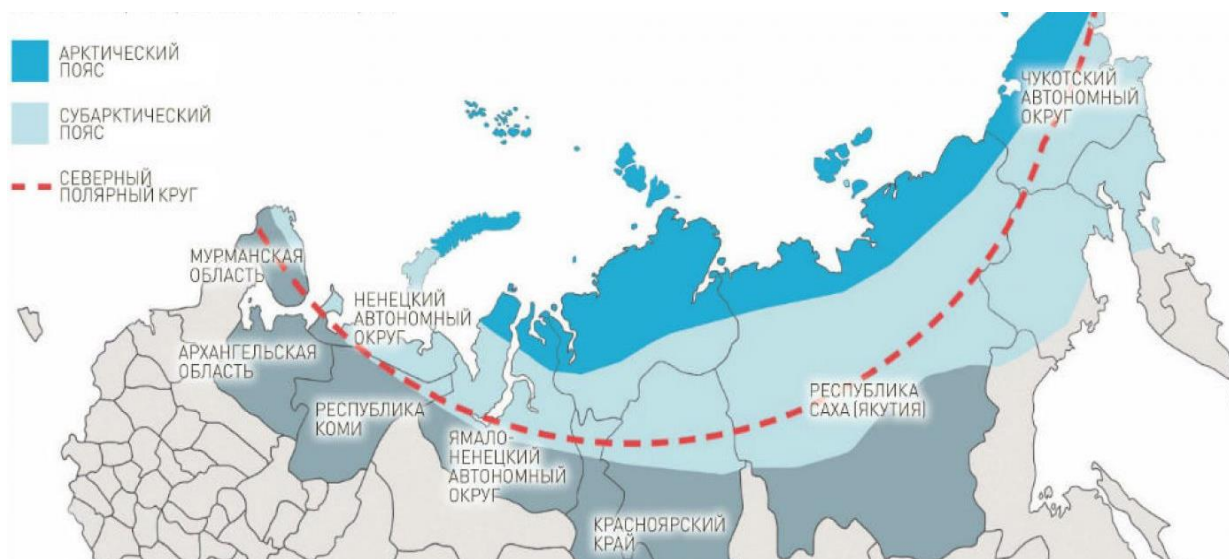 АРКТИЧЕСКИЙ
ПОЯС
СУБАРКТИЧЕСКИЙ
ПОЯС
СЕВЕРНЫЙ
ПОЛЯРНЫЙ КРУГ
ЧУКОТСКИЙ
АВТОНОМНЫЙ
ОКРУГ
МУРМАНСКАЯ
ОБЛАСТЬ
НЕНЕЦКИЙ
АВТОНОМНЫЙ
ОКРУГ
АРХАНГЕЛЬСКАЯ
ОБЛАСТЬ
РЕСПУБЛИКА
КОМИ
ЯМАЛО-
НЕНЕЦКИЙ
АВТОНОМНЫЙ
ОКРУГ
РЕСПУБЛИКА
САХА (ЯКУТИЯ)
КРАСНОЯРСКИЙ
КРАЙ